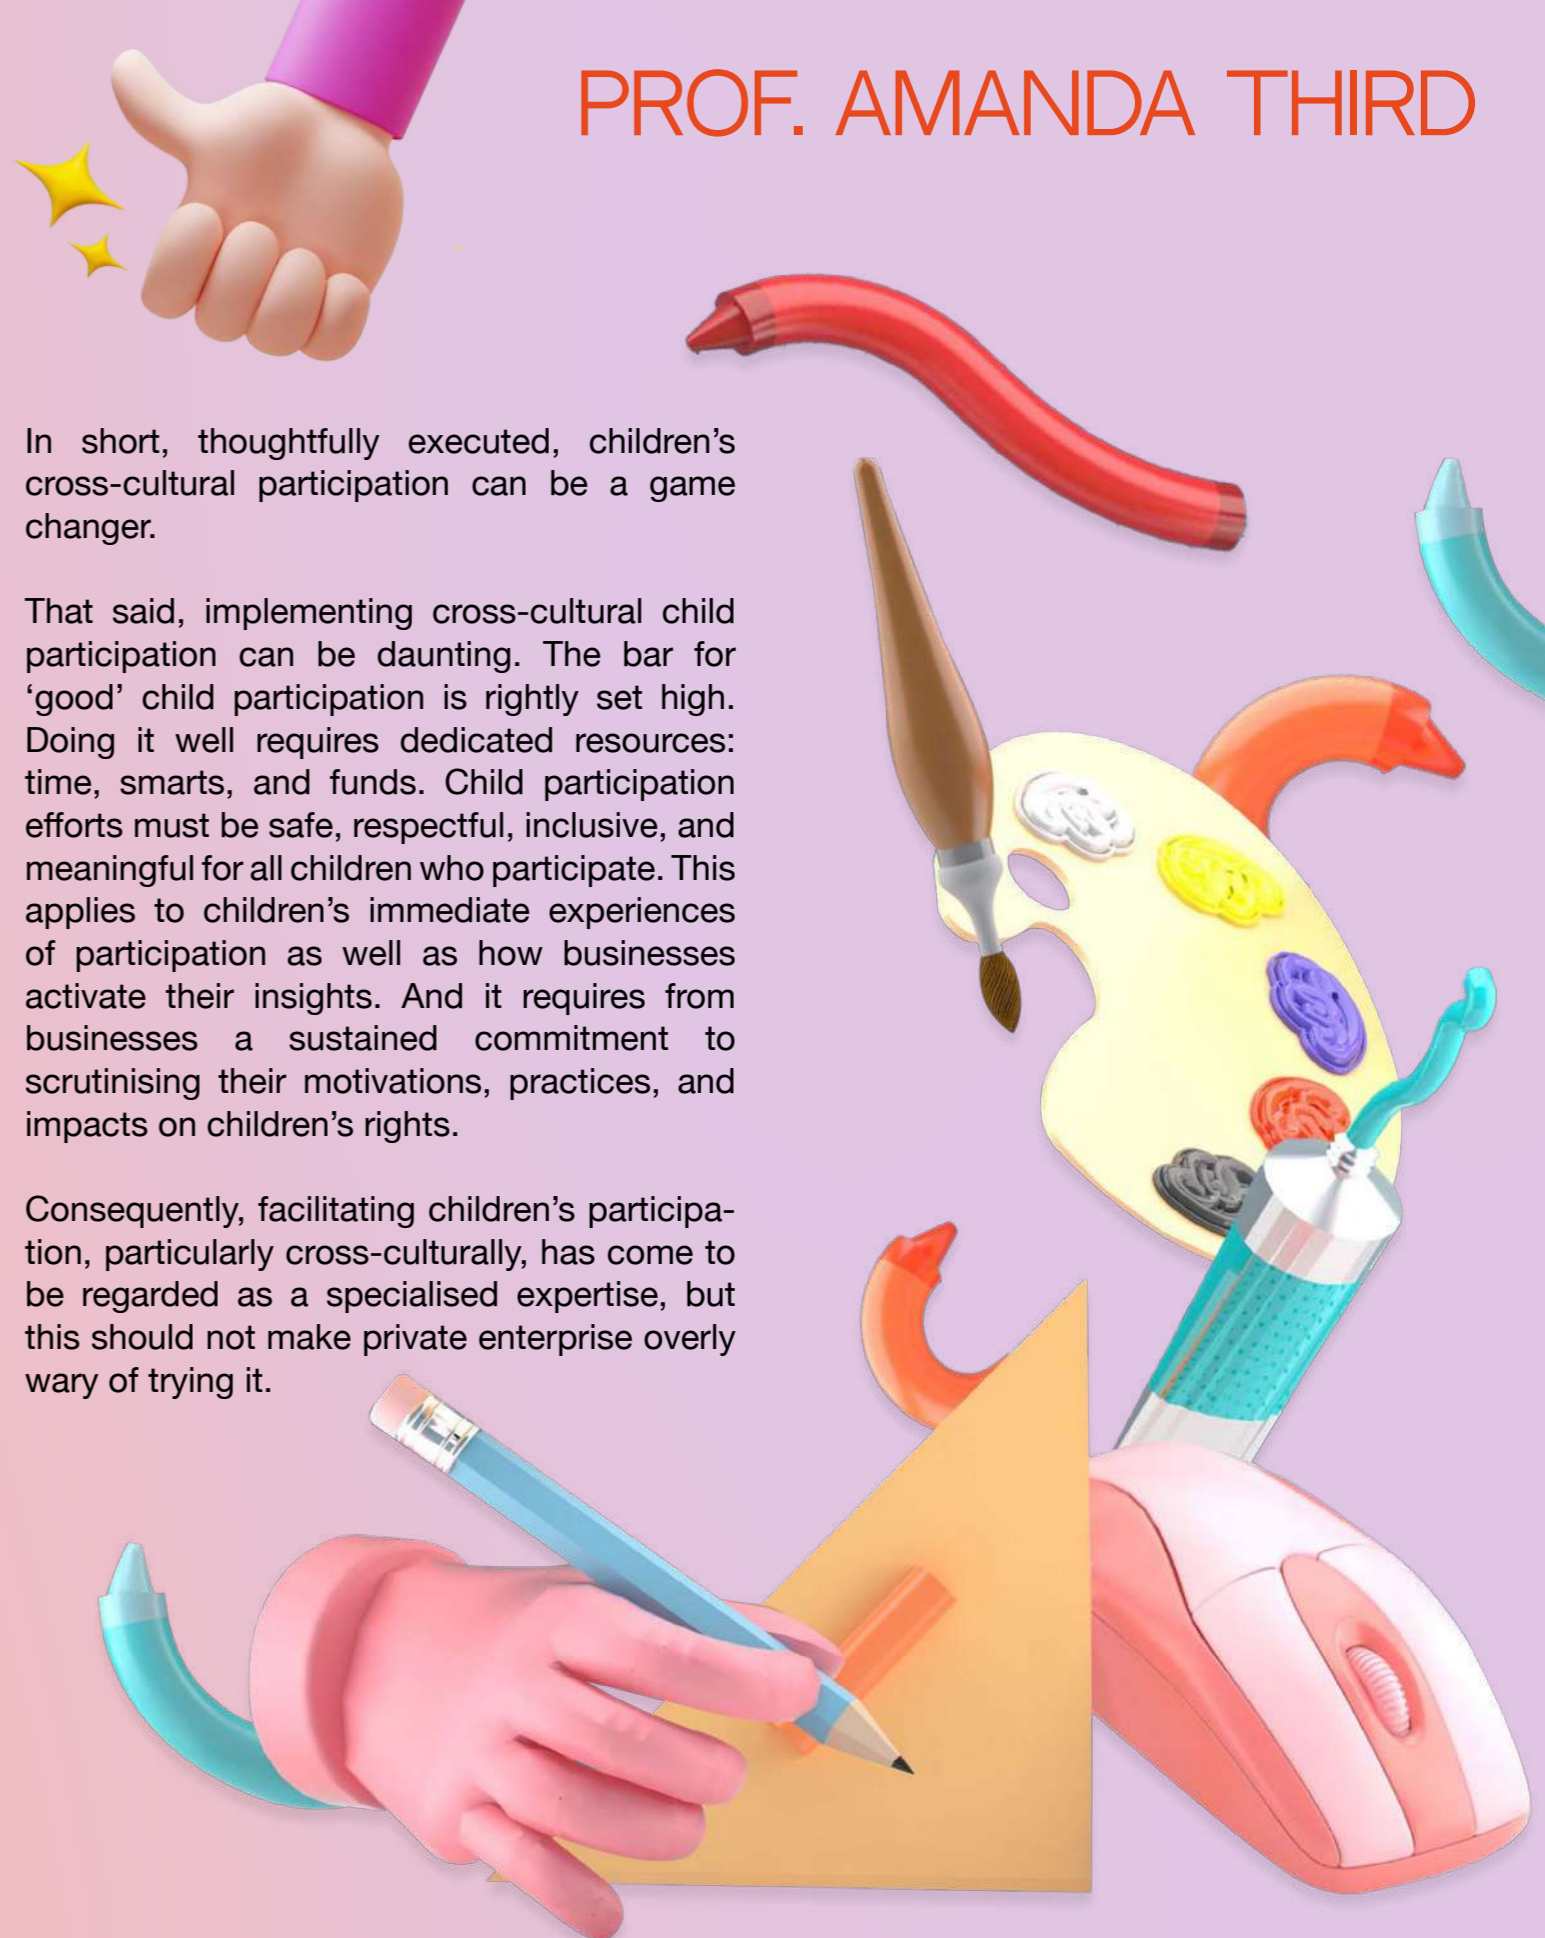 PROF. AMANDA THIRD
In short, thoughtfully executed, children’s
cross-cultural participation can be a game
changer.
That said, implementing cross-cultural child
participation can be daunting. The bar for
‘good’ child participation is rightly set high.
Doing it well requires dedicated resources:
time, smarts, and funds. Child participation
efforts must be safe, respectful, inclusive, and
meaningful for all children who participate. This
applies to children’s immediate experiences
of participation as well as how businesses
activate their insights. And it requires from
businesses a sustained commitment to
scrutinising their motivations, practices, and
impacts on children’s rights.
Consequently, facilitating children’s participa-
tion, particularly cross-culturally, has come to
be regarded as a specialised expertise, but
this should not make private enterprise overly
wary of trying it.